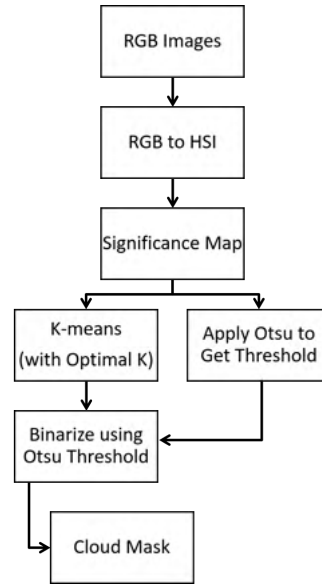 RGB Images
RGB to HSI
Significance Map
K-means
(with Optimal K)
Apply Otsu to
Get Threshold
Binarize using
Otsu Threshold
Cloud Mask